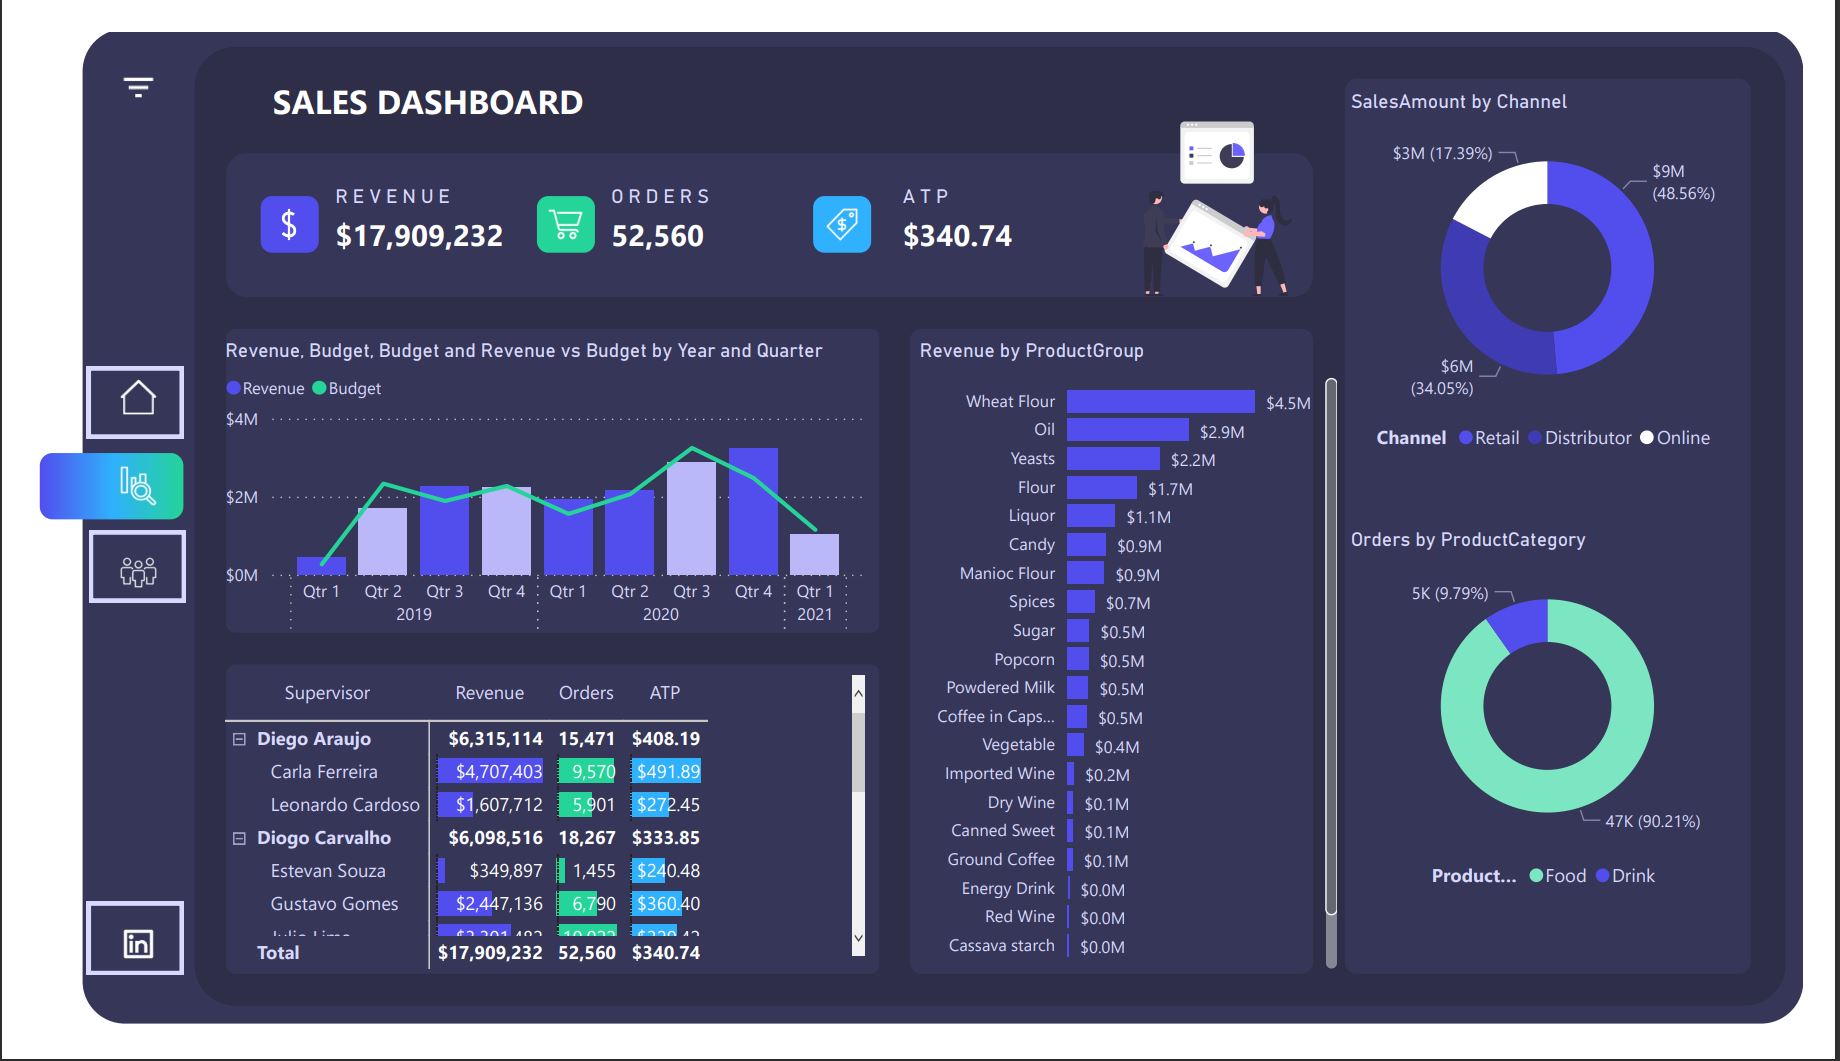 SALES DASHBOARD
REVENUE
$17,909,232
ORDERS
52,560
ATP
$340.74
Revenue, Budget, Budget and Revenue vs Budget by Year and Quarter
Revenue Budget
$4M
$2M
$0M
Qtr 1 Qtr 2 Qtr 3 Qtr 4 Qtr 1 Qtr 2 Qtr 3 Qtr 4 Qtr 1
2019 2020 2021
Supervisor Revenue Orders ATP
Diego Araujo $6,315,114 15,471 $408.19
Carla Ferreira $4,707,403 9,570 $491.89
Leonardo Cardoso $1,607,712 5,901 $272.45
Diogo Carvalho $6,098,516 18,267 $333.85
Estevan Souza $349,897 1,455 $240.48
Gustavo Gomes $2,447,136 6,790 $360.40
Total $17,909,232 52,560 $340.74
Revenue by ProductGroup
Wheat Flour $4.5M
Oil $2.9M
Yeasts $2.2M
Flour $1.7M
Liquor $1.1M
Candy $0.9M
Manioc Flour $0.9M
Spices $0.7M
Sugar $0.5M
Popcorn $0.5M
Powdered Milk $0.5M
Coffee in Caps... $0.5M
Vegetable $0.4M
Imported Wine $0.2M
Dry Wine $0.1M
Canned Sweet $0.1M
Ground Coffee $0.1M
Energy Drink $0.0M
Red Wine $0.0M
Cassava starch $0.0M
SalesAmount by Channel
$3M (17.39%)
$9M
(48.56%)
$6M
(34.05%)
Channel Retail Distributor Online
Orders by ProductCategory
5K (9.79%)
47K (90.21%)
Product... Food Drink
in